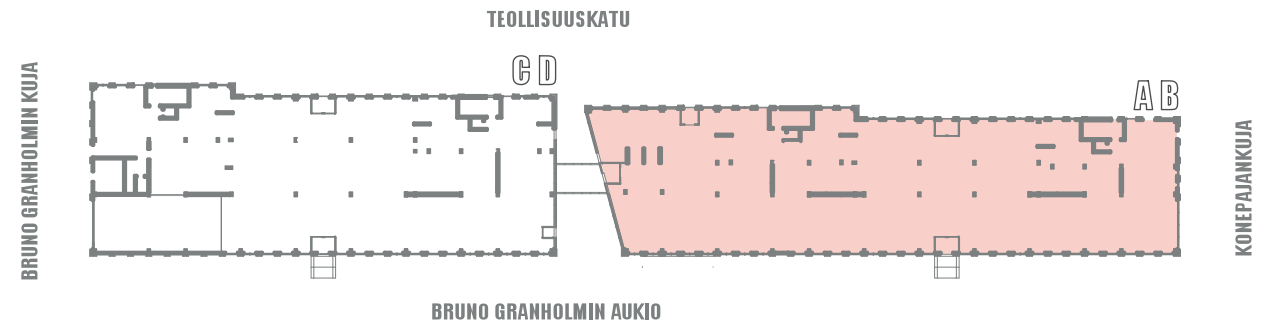 TEOLLISUUSKATU
BRUNO GRANHOLMIN KUJA
C D
A B
KONEPAJANKUJA
BRUNO GRANHOLMIN AUKIO